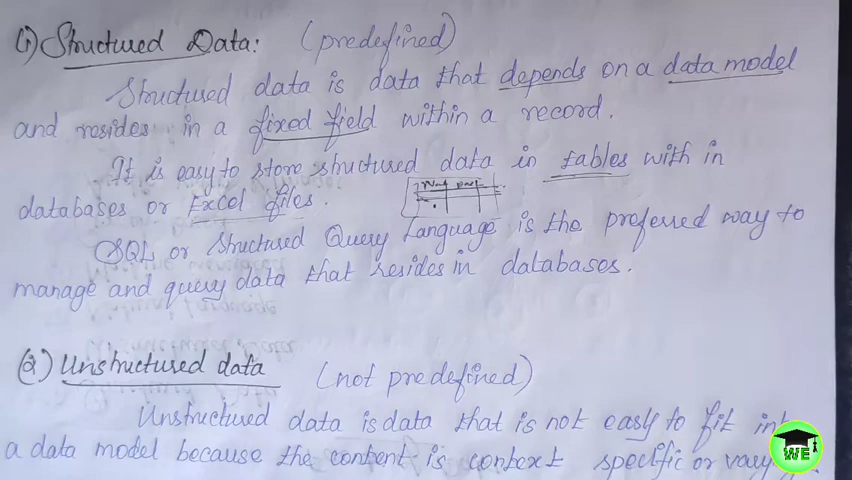 (1) Structured Data: (predefined)
Structured data is data that depends on a data model
and resides in a fixed field within a record.
It is easy to store structured data in tables with in
databases or Excel files.
SQL or Structured Query Language is the preferred way to
manage and query data that resides in databases.
(2) Unstructured data (not predefined)
Unstructured data is data that is not easy to fit int
a data model because the content is context specific or vary
WE